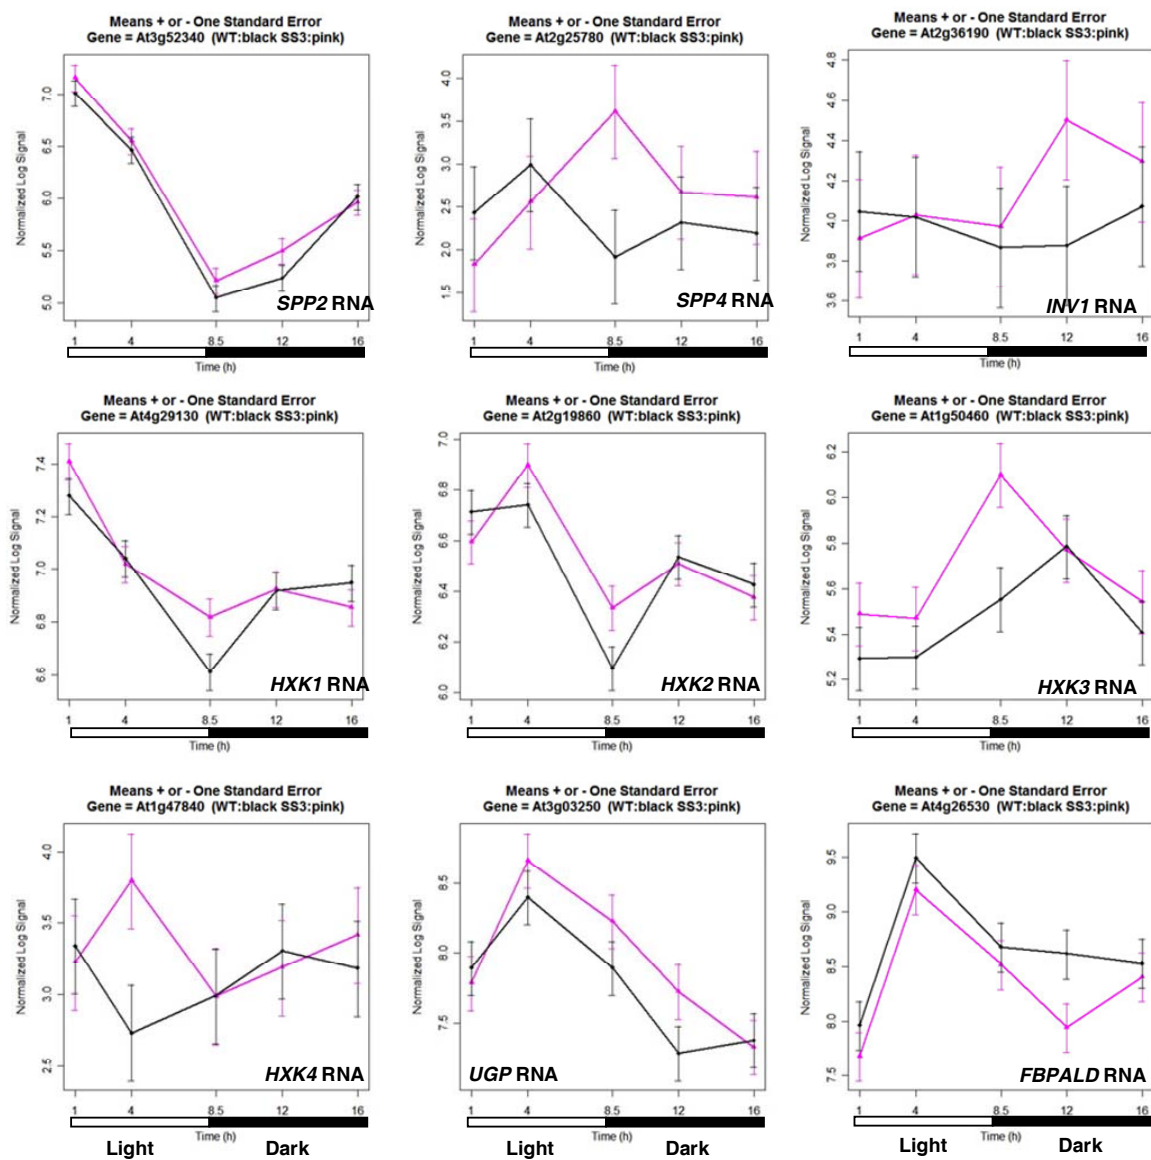 Means + or - One Standard Error
Gene = At3g52340 (WT:black SS3:pink)
Normalized Log Signal
7.0
6.5
6.0
5.5
5.0
SPP2 RNA
1 4 8.5 12 16
Time (h)
Means + or - One Standard Error
Gene = At2g25780 (WT:black SS3:pink)
Normalized Log Signal
4.0
3.5
3.0
2.5
2.0
1.5
SPP4 RNA
1 4 8.5 12 16
Time (h)
Means + or - One Standard Error
Gene = At2g36190 (WT:black SS3:pink)
Normalized Log Signal
4.8
4.6
4.4
4.2
4.0
3.8
3.6
INV1 RNA
1 4 8.5 12 16
Time (h)
Means + or - One Standard Error
Gene = At4g29130 (WT:black SS3:pink)
Normalized Log Signal
7.4
7.2
7.0
6.8
6.6
HXK1 RNA
1 4 8.5 12 16
Time (h)
Means + or - One Standard Error
Gene = At2g19860 (WT:black SS3:pink)
Normalized Log Signal
7.0
6.8
6.6
6.4
6.2
6.0
HXK2 RNA
1 4 8.5 12 16
Time (h)
Means + or - One Standard Error
Gene = At1g50460 (WT:black SS3:pink)
Normalized Log Signal
6.2
6.0
5.8
5.6
5.4
5.2
HXK3 RNA
1 4 8.5 12 16
Time (h)
Means + or - One Standard Error
Gene = At1g47840 (WT:black SS3:pink)
Normalized Log Signal
4.0
3.5
3.0
2.5
HXK4 RNA
1 4 8.5 12 16
Time (h)
Light Dark
Means + or - One Standard Error
Gene = At3g03250 (WT:black SS3:pink)
Normalized Log Signal
8.5
8.0
7.5
UGP RNA
1 4 8.5 12 16
Time (h)
Light Dark
Means + or - One Standard Error
Gene = At4g26530 (WT:black SS3:pink)
Normalized Log Signal
9.5
9.0
8.5
8.0
7.5
FBPALD RNA
1 4 8.5 12 16
Time (h)
Light Dark